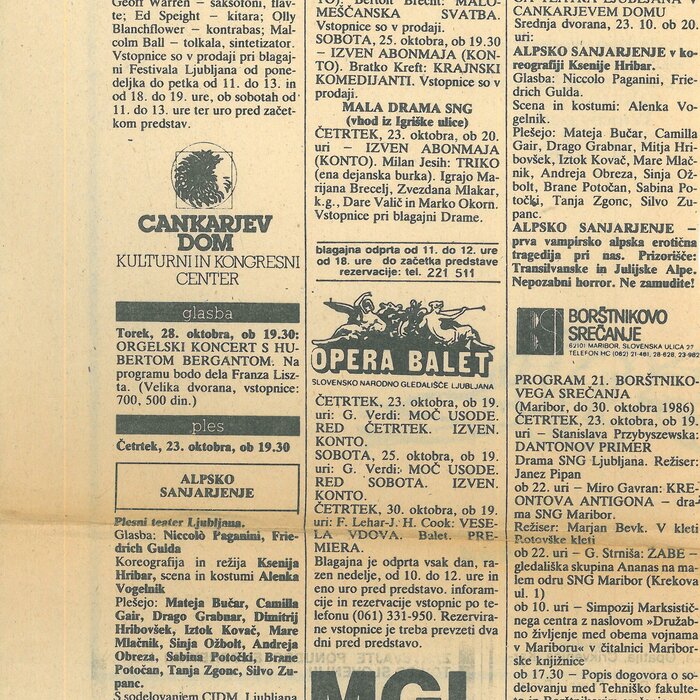 Geoff Warren – saksofoni, flav-
te; Ed Speight – kitara; Olly
Blanchflower – kontrabas; Mal-
colm Ball – tolkala, sintetizator.
Vstopnice so v prodaji pri blagaj-
ni Festivala Ljubljana od pone-
deljka do petka od 11. do 13. in
od 18. do 19. ure, ob sobotah od
11. do 13. ure ter uro pred začet-
kom predstav.
CANKARJEV
DOM
KULTURNI IN KONGRESNI
CENTER
glasba
Torek, 28. oktobra, ob 19.30:
ORGELSKI KONCERT S HU-
BERTOM BERGANTOM. Na
programu bodo dela Franza Lisz-
ta. (Velika dvorana, vstopnice:
700, 500 din.)
ples
Četrtek, 23. oktobra, ob 19.30
ALPSKO
SANJARJENJE
Plesni teater Ljubljana.
Glasba: Niccolò Paganini, Frie-
drich Gulda
Koreografija in režija Ksenija
Hribar, scena in kostumi Alenka
Vogelnik
Plešejo: Mateja Bučar, Camilla
Gair, Drago Grabnar, Dimitrij
Hribovšek, Iztok Kovač, Mare
Mlačnik, Sinja Ožbolt, Andreja
Obreza, Sabina Potočki, Brane
Potočan, Tanja Zgonc, Silvo Zu-
panc.
S sodelovanjem CIDM, Ljubljana
TO). Bertolt Brecht: MALO-
MEŠČANSKA SVATBA.
Vstopnice so v prodaji.
SOBOTA, 25. oktobra, ob 19.30
– IZVEN ABONMAJA (KON-
TO). Bratko Kreft: KRAJNSKI
KOMEDIJANTI. Vstopnice so v
prodaji.
MALA DRAMA SNG
(vhod iz Igriške ulice)
ČETRTEK, 23. oktobra, ob 20.
uri – IZVEN ABONMAJA
(KONTO). Milan Jesih: TRIKO
(ena dejanska burka). Igrajo Ma-
rijana Brecelj, Zvezdana Mlakar,
k.g., Dare Valič in Marko Okorn.
Vstopnice pri blagajni Drame.
blagajna odprta od 11. do 12. ure in
od 18. ure do začetka predstave
rezervacije: tel. 221 511
OPERA BALET
SLOVENSKO NARODNO GLEDALIŠČE LJUBLJANA
ČETRTEK, 23. oktobra, ob 19.
uri: G. Verdi: MOČ USODE.
RED ČETRTEK. IZVEN.
KONTO.
SOBOTA, 25. oktobra, ob 19.
uri: G. Verdi: MOČ USODE.
RED SOBOTA. IZVEN.
KONTO.
ČETRTEK, 30. oktobra, ob 19.
uri: F. Lehar-J. H. Cook: VESE-
LA VDOVA. Balet. PRE-
MIERA.
Blagajna je odprta vsak dan, ra-
zen nedelje, od 10. do 12. ure in
eno uro pred predstavo. inforam-
cije in rezervacije vstopnic po te-
lefonu (061) 331-950. Rezervira-
ne vstopnice je treba prevzeti dva
dni pred predstavo.
MGL
CANKARJEVEM DOMU
Srednja dvorana, 23. 10. ob 20.
uri:
ALPSKO SANJARJENJE v ko-
reografiji Ksenije Hribar.
Glasba: Niccolo Paganini, Frie-
drich Gulda.
Scena in kostumi: Alenka Vo-
gelnik.
Plešejo: Mateja Bučar, Camilla
Gair, Drago Grabnar, Mitja Hri-
bovšek, Iztok Kovač, Mare Mlač-
nik, Andreja Obreza, Sinja Ož-
bolt, Brane Potočan, Sabina Po-
točki, Tanja Zgonc, Silvo Zu-
panc.
ALPSKO SANJARJENJE –
prva vampirsko alpska erotična
tragedija pri nas. Prizorišče:
Transilvanske in Julijske Alpe.
Nepozabni horror. Ne zamudite!
BORŠTNIKOVO
SREČANJE
62101 MARIBOR, SLOVENSKA ULICA 27
TELEFON HC (062) 21-461, 28-628, 23-982
PROGRAM 21. BORŠTNIKO-
VEGA SREČANJA
(Maribor, do 30. oktobra 1986)
ČETRTEK, 23. oktobra, ob 19.
uri – Stanislava Przybyszewska:
DANTONOV PRIMER
Drama SNG Ljubljana. Režiser:
Janez Pipan
ob 22. uri – Miro Gavran: KRE-
ONTOVA ANTIGONA – dra-
ma SNG Maribor.
Režiser: Marjan Bevk. V kleti
Rotovške kleti
ob 22. uri – G. Strniša: ŽABE –
gledališka skupina Ananas na ma-
lem odru SNG Maribor (Krekova
ul. 1)
ob 10. uri – Simpozij Marksistič-
nega centra z naslovom »Družab-
no življenje med obema vojnama
v Mariboru« v čitalnici Maribor-
ske knjižnice
ob 17.30 – Popis dogovora o so-
delovanju med Tehniško fakulte-